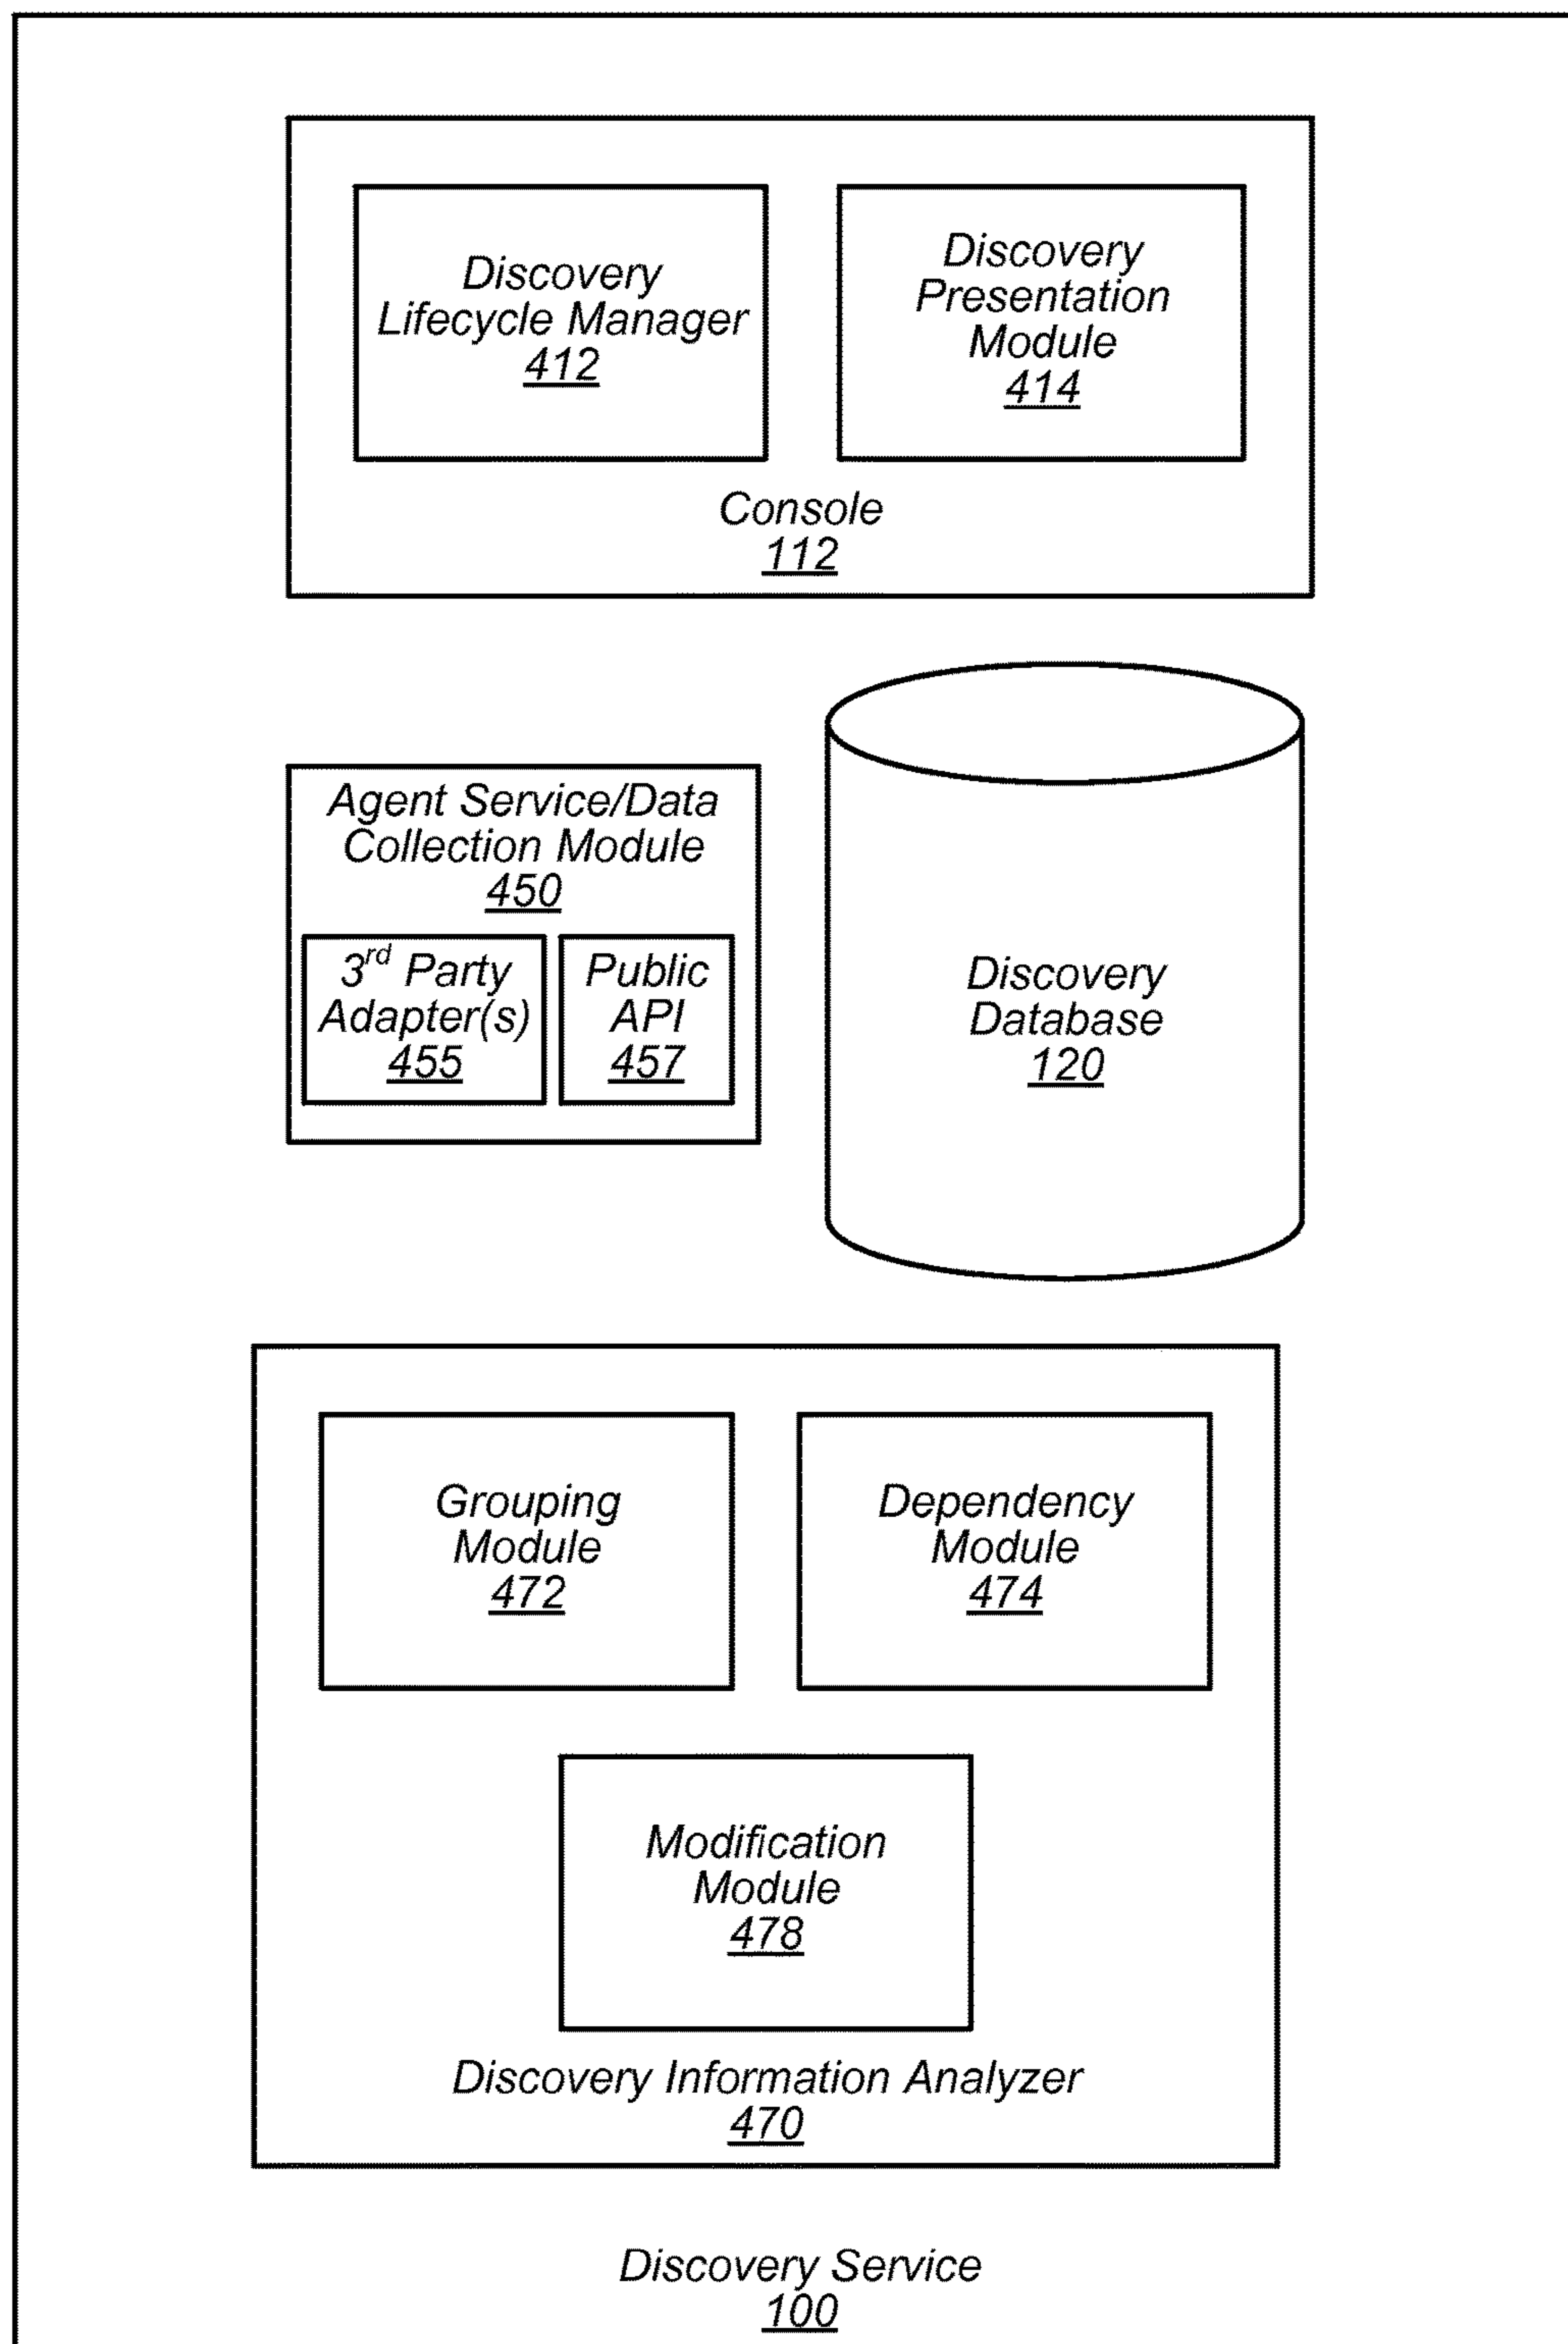 Discovery
Lifecycle Manager
412
Discovery
Presentation
Module
414
Console
112
Agent Service/Data
Collection Module
450
3rd Party
Adapter(s)
455
Public
API
457
Discovery
Database
120
Grouping
Module
472
Dependency
Module
474
Modification
Module
478
Discovery Information Analyzer
470
Discovery Service
100